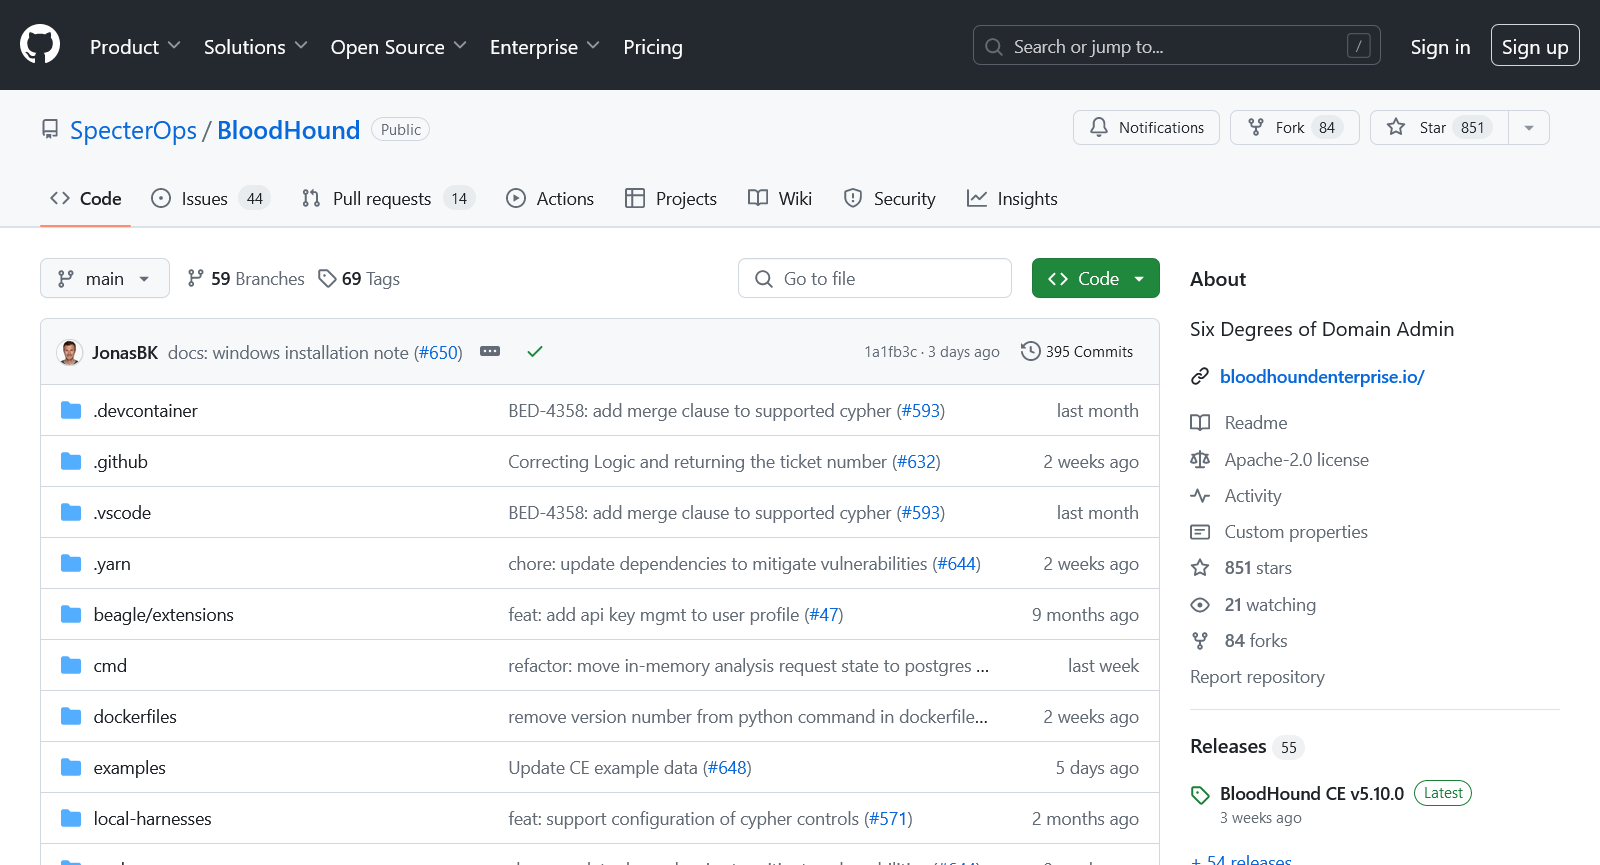 Product Solutions Open Source Enterprise Pricing Search or jump to... / Sign in Sign up
SpecterOps / BloodHound Public Notifications Fork 84 Star 851
Code Issues 44 Pull requests 14 Actions Projects Wiki Security Insights
main 59 Branches 69 Tags Go to file Code
JonasBK docs: windows installation note (#650) 1a1fb3c · 3 days ago 395 Commits
.devcontainer BED-4358: add merge clause to supported cypher (#593) last month
.github Correcting Logic and returning the ticket number (#632) 2 weeks ago
.vscode BED-4358: add merge clause to supported cypher (#593) last month
.yarn chore: update dependencies to mitigate vulnerabilities (#644) 2 weeks ago
beagle/extensions feat: add api key mgmt to user profile (#47) 9 months ago
cmd refactor: move in-memory analysis request state to postgres ... last week
dockerfiles remove version number from python command in dockerfile... 2 weeks ago
examples Update CE example data (#648) 5 days ago
local-harnesses feat: support configuration of cypher controls (#571) 2 months ago
About
Six Degrees of Domain Admin
bloodhoundenterprise.io/
Readme
Apache-2.0 license
Activity
Custom properties
851 stars
21 watching
84 forks
Report repository
Releases 55
BloodHound CE v5.10.0 Latest
3 weeks ago
+ 54 releases